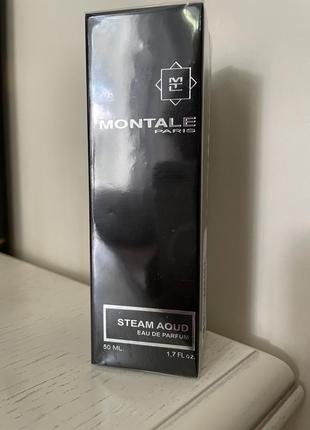 MONTALE
PARIS
STEAM AOUD
EAU DE PARFUM
50 ML. 1,7 Fl oz.